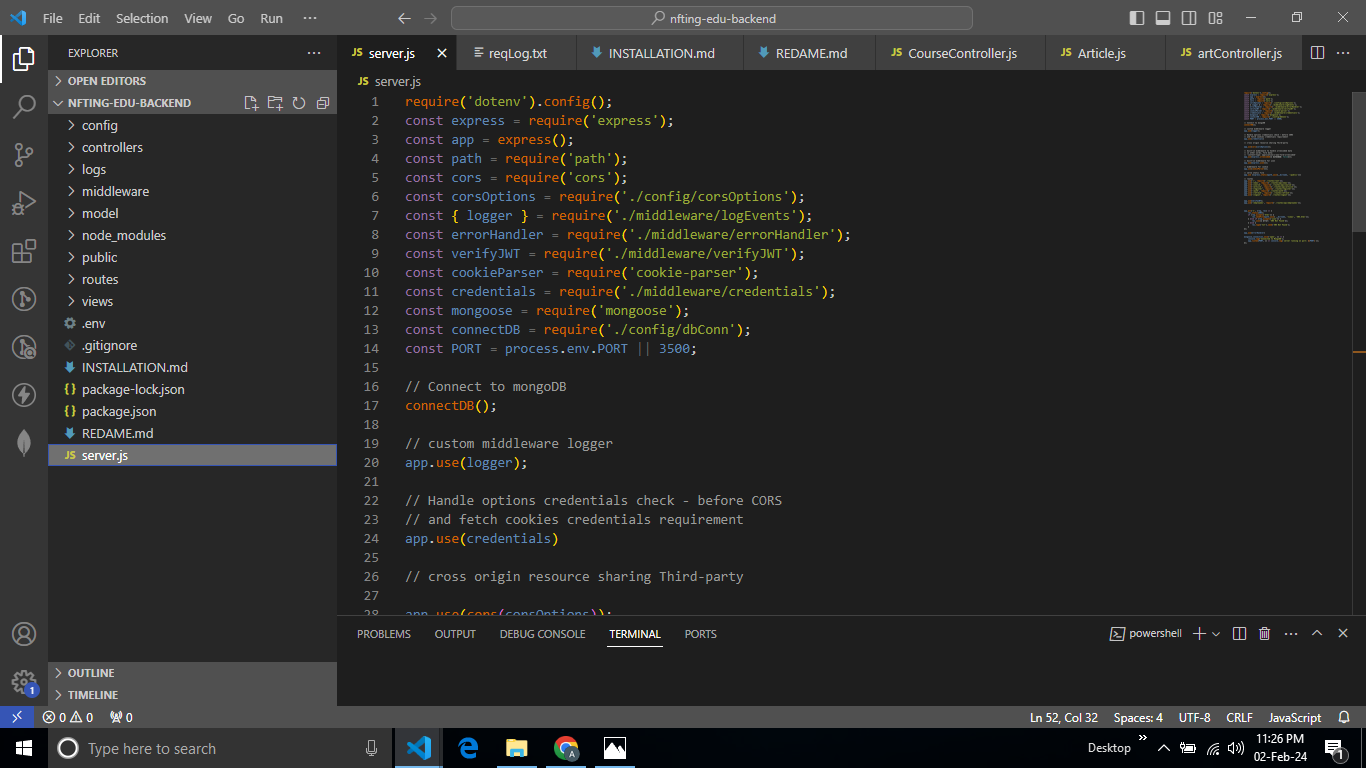 File Edit Selection View Go Run ···
nfting-edu-backend
EXPLORER ···
OPEN EDITORS
NFTING-EDU-BACKEND
config
controllers
logs
middleware
model
node_modules
public
routes
views
.env
.gitignore
INSTALLATION.md
{} package-lock.json
{} package.json
REDAME.md
JS server.js
OUTLINE
TIMELINE
JS server.js reqLog.txt INSTALLATION.md REDAME.md JS CourseController.js JS Article.js JS artController.js ···
JS server.js
1 require('dotenv').config();
2 const express = require('express');
3 const app = express();
4 const path = require('path');
5 const cors = require('cors');
6 const corsOptions = require('./config/corsOptions');
7 const { logger } = require('./middleware/logEvents');
8 const errorHandler = require('./middleware/errorHandler');
9 const verifyJWT = require('./middleware/verifyJWT');
10 const cookieParser = require('cookie-parser');
11 const credentials = require('./middleware/credentials');
12 const mongoose = require('mongoose');
13 const connectDB = require('./config/dbConn');
14 const PORT = process.env.PORT || 3500;
15
16 // Connect to mongoDB
17 connectDB();
18
19 // custom middleware logger
20 app.use(logger);
21
22 // Handle options credentials check - before CORS
23 // and fetch cookies credentials requirement
24 app.use(credentials)
25
26 // cross origin resource sharing Third-party
27
28 app.use(cors(corsOptions));
PROBLEMS OUTPUT DEBUG CONSOLE TERMINAL PORTS
powershell ···
1
0 0 0
Ln 52, Col 32 Spaces: 4 UTF-8 CRLF JavaScript
Type here to search
A
Desktop
11:26 PM
02-Feb-24
1